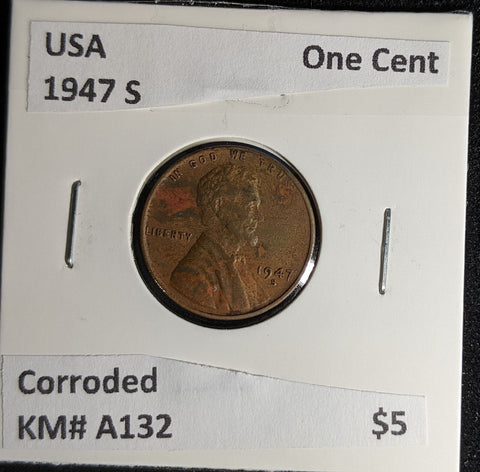 USA One Cent
1947 S
IN GOD WE TRUST
LIBERTY
1947
S
Corroded
KM# A132 $5